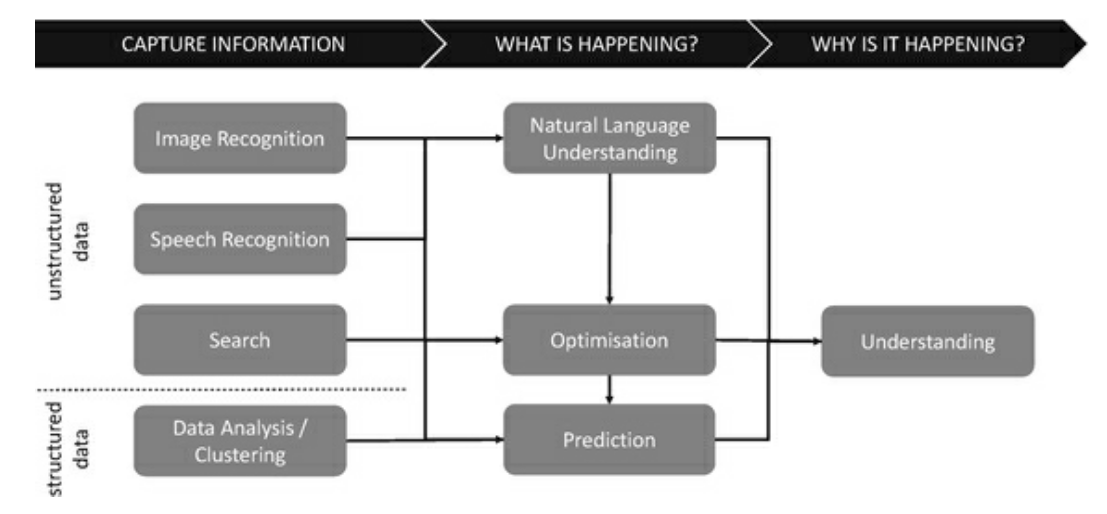 CAPTURE INFORMATION
WHAT IS HAPPENING?
WHY IS IT HAPPENING?
unstructured
data
structured
data
Image Recognition
Speech Recognition
Search
Data Analysis /
Clustering
Natural Language
Understanding
Optimisation
Prediction
Understanding